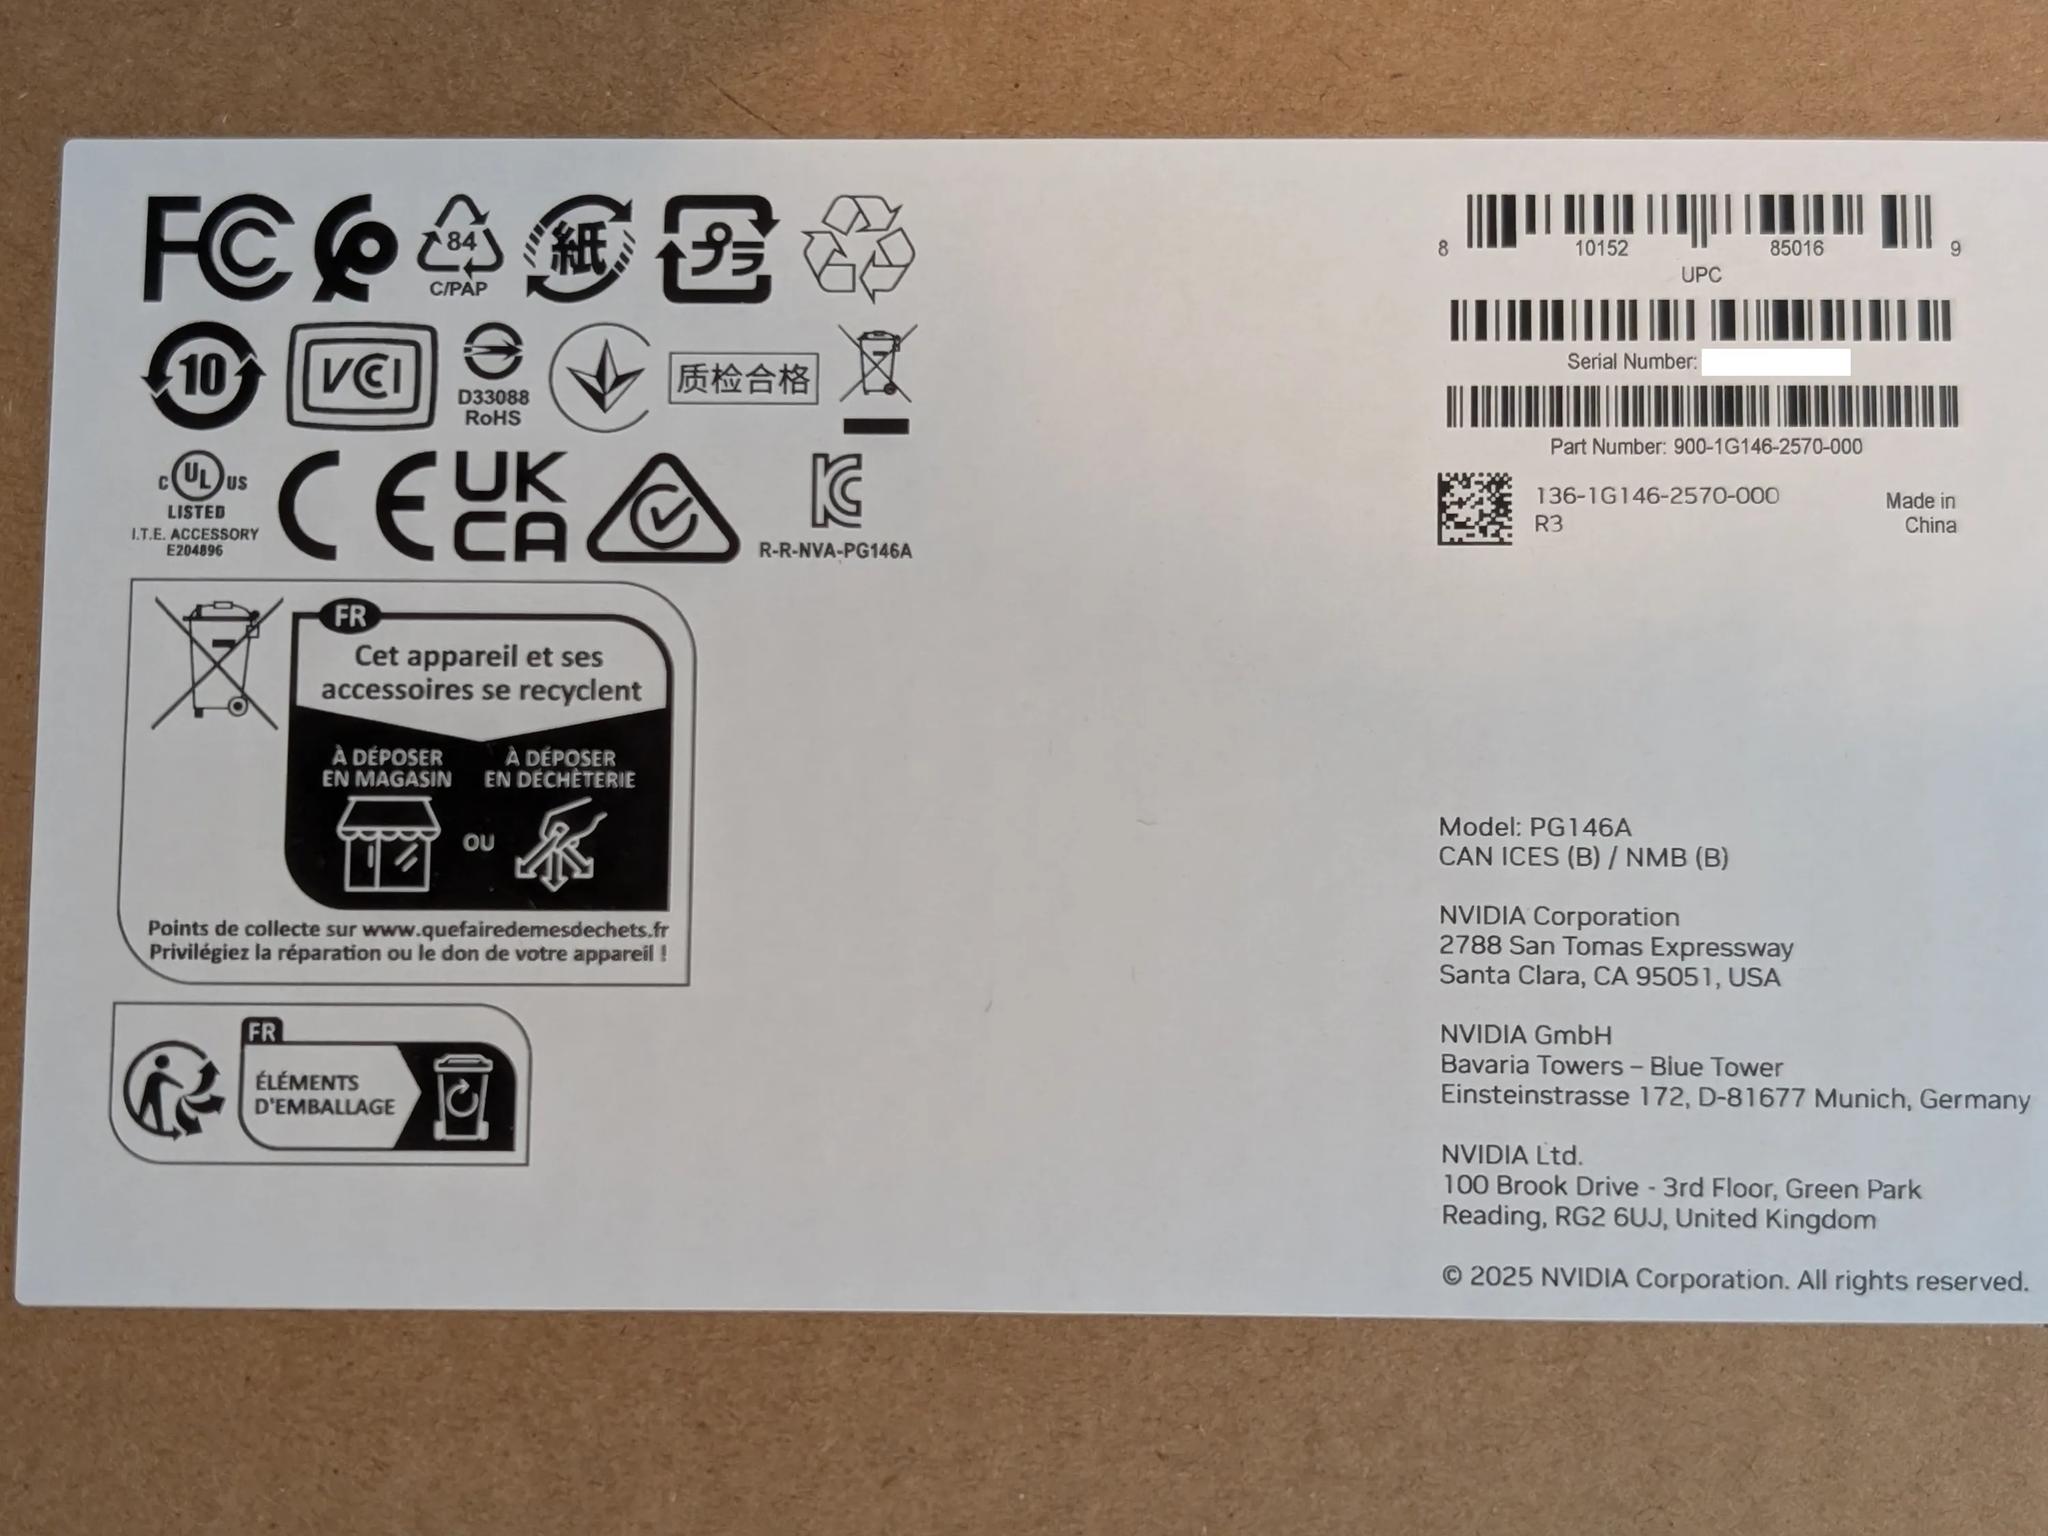 FC
84
C/PAP
紙
プラ
10
VCCI
D33088
RoHS
质检合格
C UL US
LISTED
I.T.E. ACCESSORY
E204896
CE
UK
CA
KC
R-R-NVA-PG146A
FR
Cet appareil et ses
accessoires se recyclent
À DÉPOSER
EN MAGASIN
OU
À DÉPOSER
EN DÉCHÈTERIE
Points de collecte sur www.quefairedemesdechets.fr
Privilégiez la réparation ou le don de votre appareil !
FR
ÉLÉMENTS
D'EMBALLAGE
8 10152 85016 9
UPC
Serial Number:
Part Number: 900-1G146-2570-000
136-1G146-2570-000
R3
Made in
China
Model: PG146A
CAN ICES (B) / NMB (B)
NVIDIA Corporation
2788 San Tomas Expressway
Santa Clara, CA 95051, USA
NVIDIA GmbH
Bavaria Towers – Blue Tower
Einsteinstrasse 172, D-81677 Munich, Germany
NVIDIA Ltd.
100 Brook Drive - 3rd Floor, Green Park
Reading, RG2 6UJ, United Kingdom
© 2025 NVIDIA Corporation. All rights reserved.